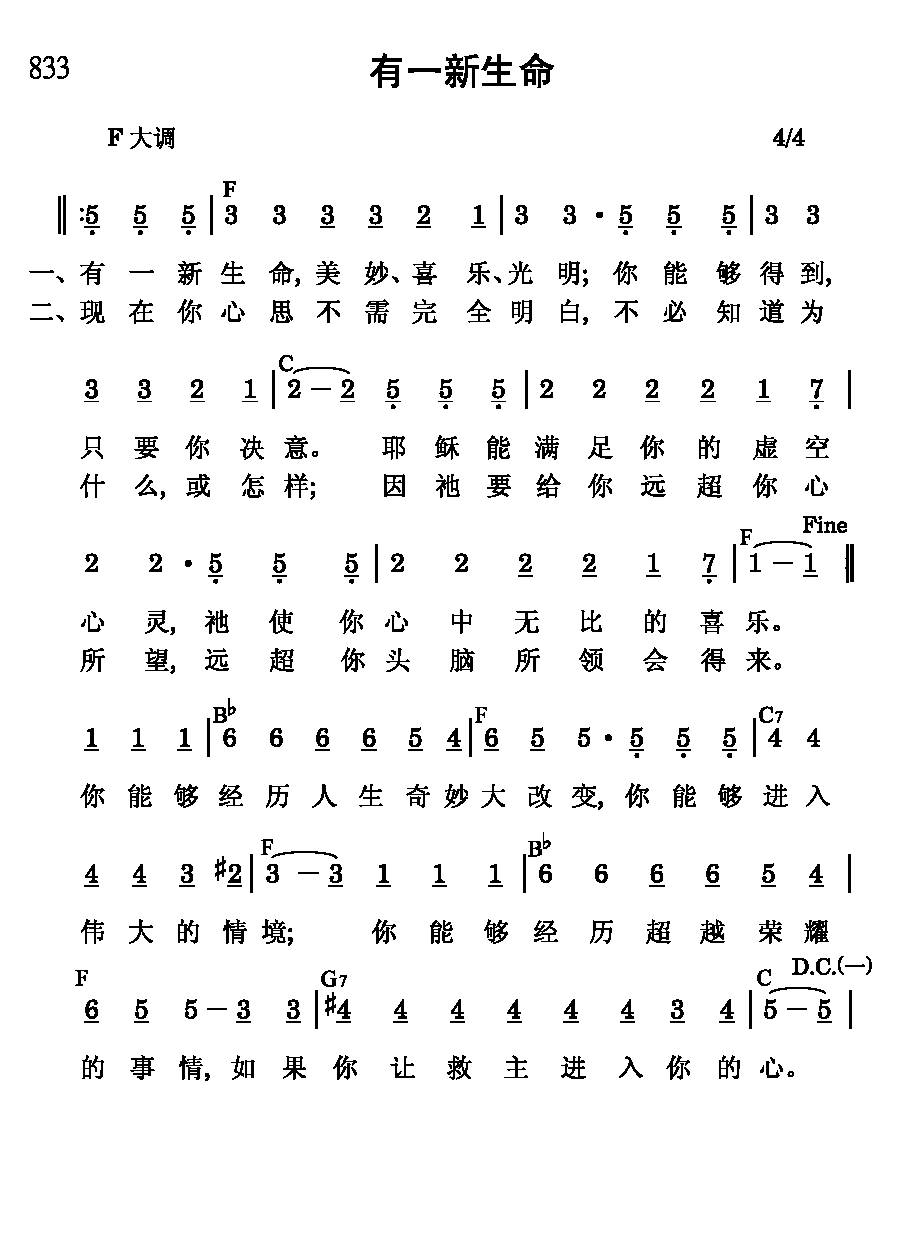 833
有一新生命
F 大调 4/4
F
5 5 5 | 3 3 3 3 2 1 | 3 3 · 5 5 5 | 3 3
一、有一新生命, 美妙、喜乐、光明; 你能够得到,
二、现在你心思不需完全明白, 不必知道为
C
3 3 2 1 | 2 - 2 5 5 5 | 2 2 2 2 1 7 |
只要你决意。 耶稣能满足你的虚空
什么, 或怎样; 因祂要给你远超你心
F Fine
2 2 · 5 5 5 | 2 2 2 2 1 7 | 1 - 1
心灵, 祂使你心中无比的喜乐。
所望, 远超你头脑所领会得来。
B♭ F C7
1 1 1 | 6 6 6 6 5 4 | 6 5 5 · 5 5 5 | 4 4
你能够经历人生奇妙大改变, 你能够进入
F B♭
4 4 3 #2 | 3 - 3 1 1 1 | 6 6 6 6 5 4 |
伟大的情境; 你能够经历超越荣耀
F G7 C D.C.(一)
6 5 5 - 3 3 | #4 4 4 4 4 4 3 4 | 5 - 5 |
的事情, 如果你让救主进入你的心。